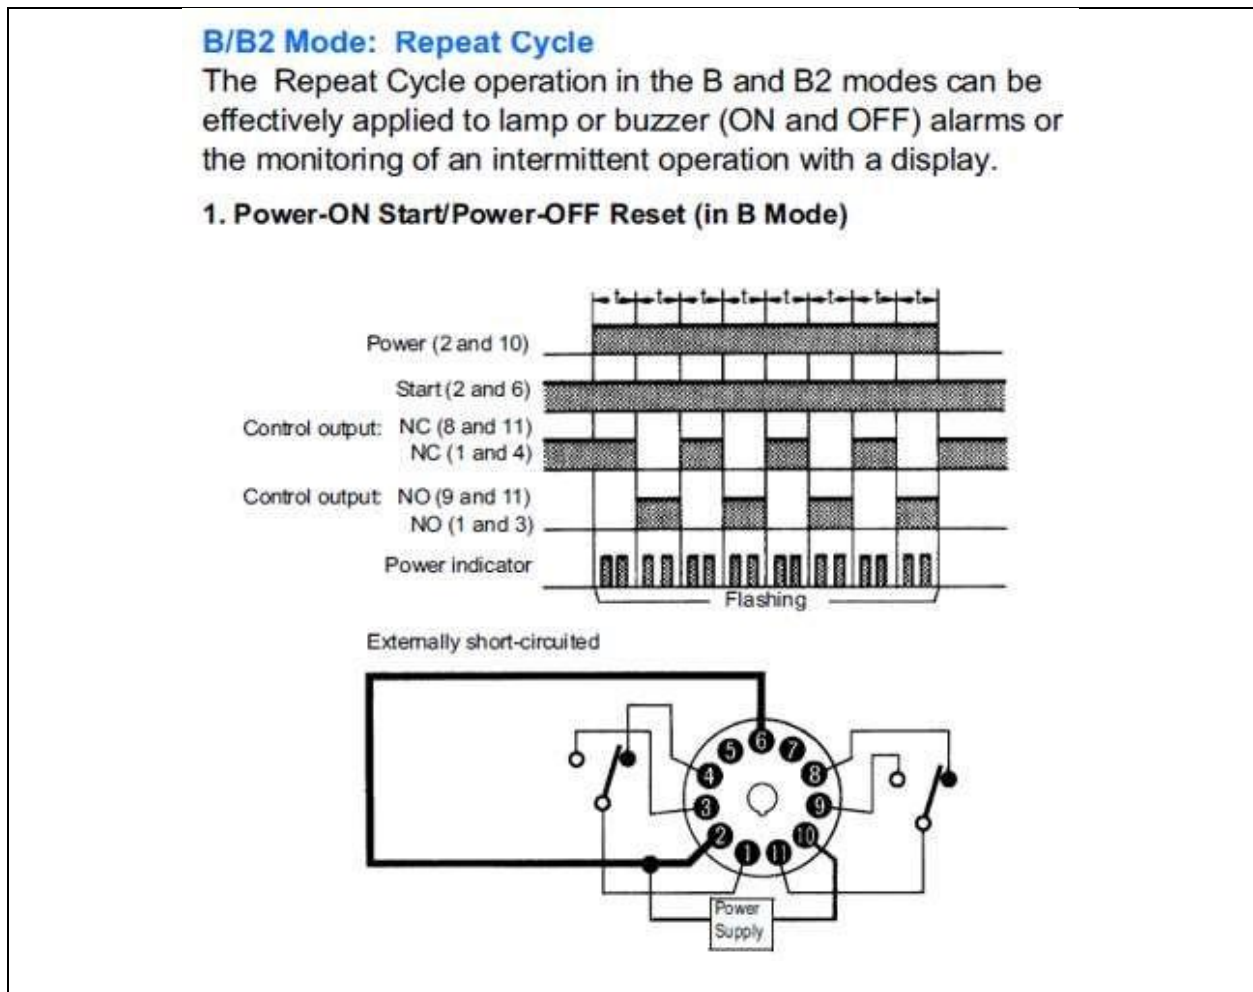 B/B2 Mode: Repeat Cycle
The Repeat Cycle operation in the B and B2 modes can be
effectively applied to lamp or buzzer (ON and OFF) alarms or
the monitoring of an intermittent operation with a display.
1. Power-ON Start/Power-OFF Reset (in B Mode)
t t t t t t t t
Power (2 and 10)
Start (2 and 6)
Control output: NC (8 and 11)
NC (1 and 4)
Control output: NO (9 and 11)
NO (1 and 3)
Power indicator
Flashing
Externally short-circuited
6
5 7
4 8
3 9
2 10
1 11
Power
Supply